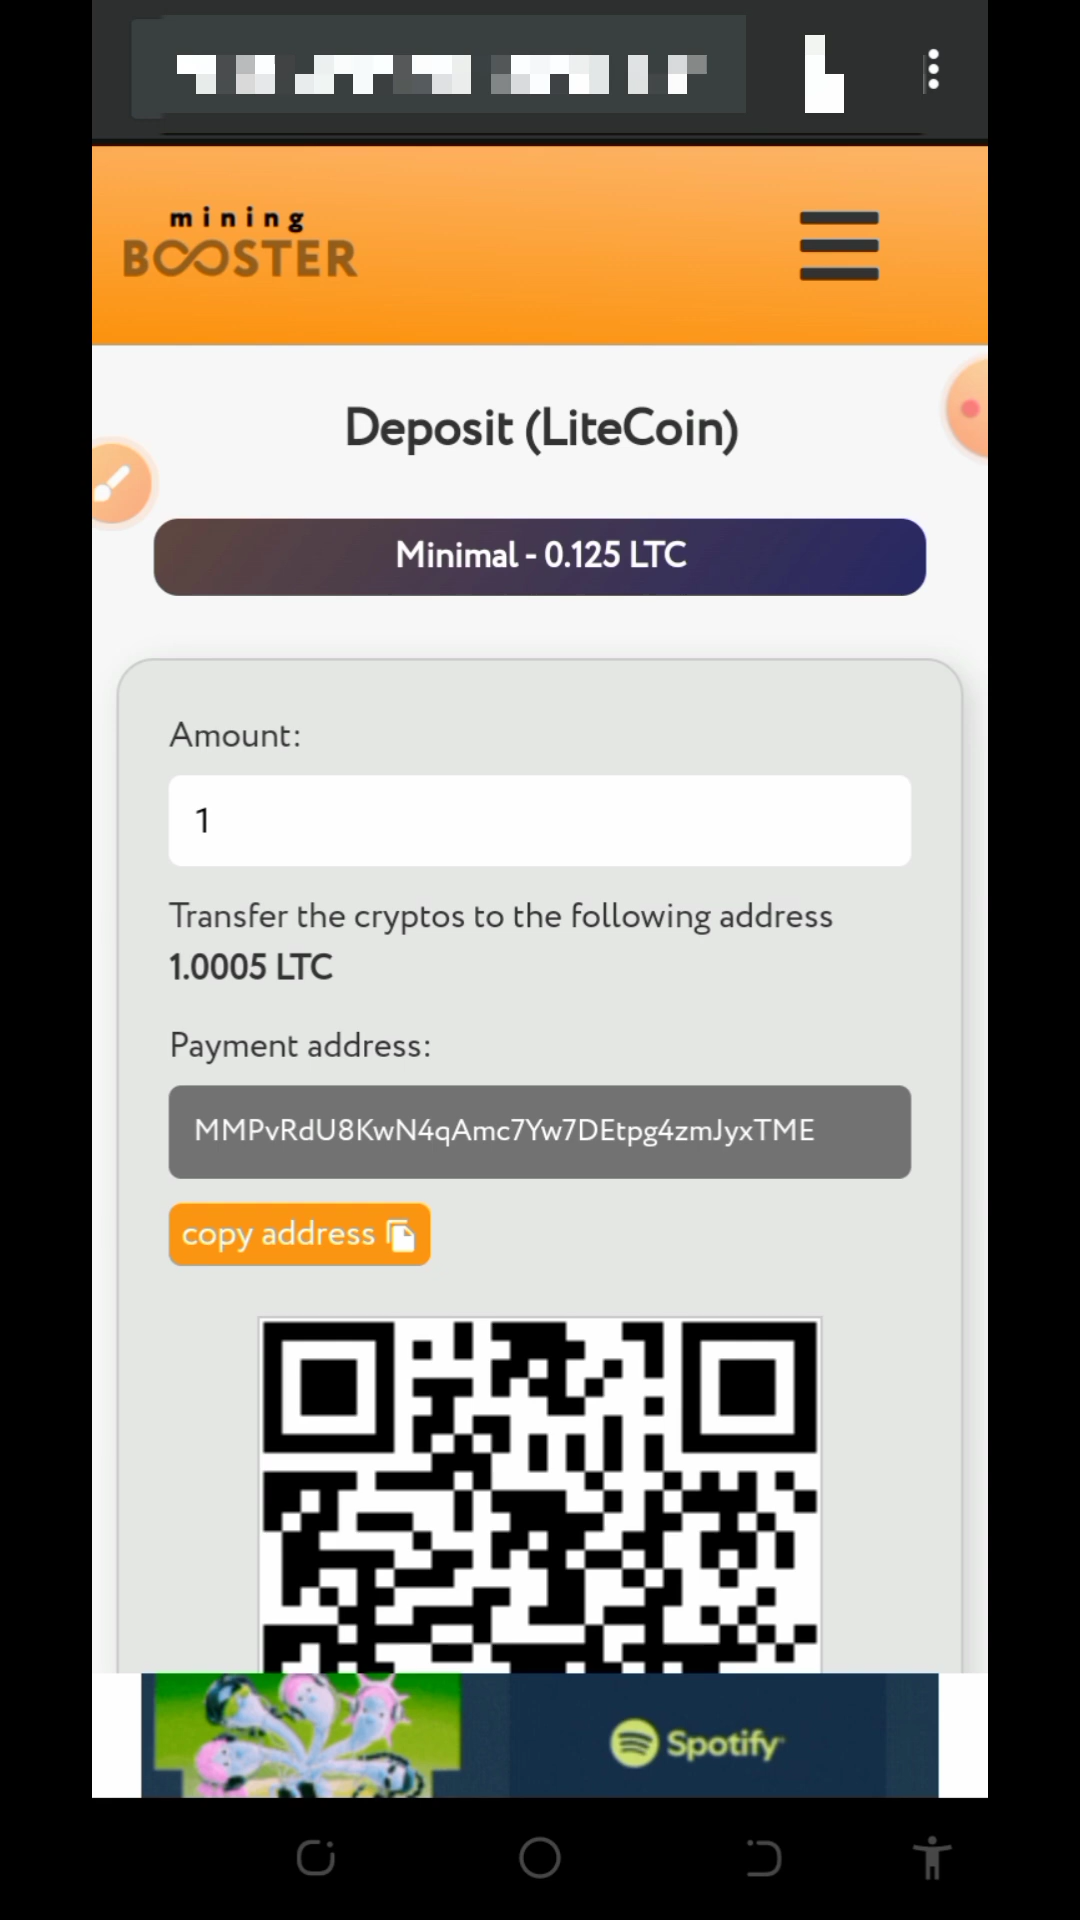 mining
BOOSTER
Deposit (LiteCoin)
Minimal - 0.125 LTC
Amount:
1
Transfer the cryptos to the following address
1.0005 LTC
Payment address:
MMPvRdU8KwN4qAmc7Yw7DEtpg4zmJyxTME
copy address
Spotify